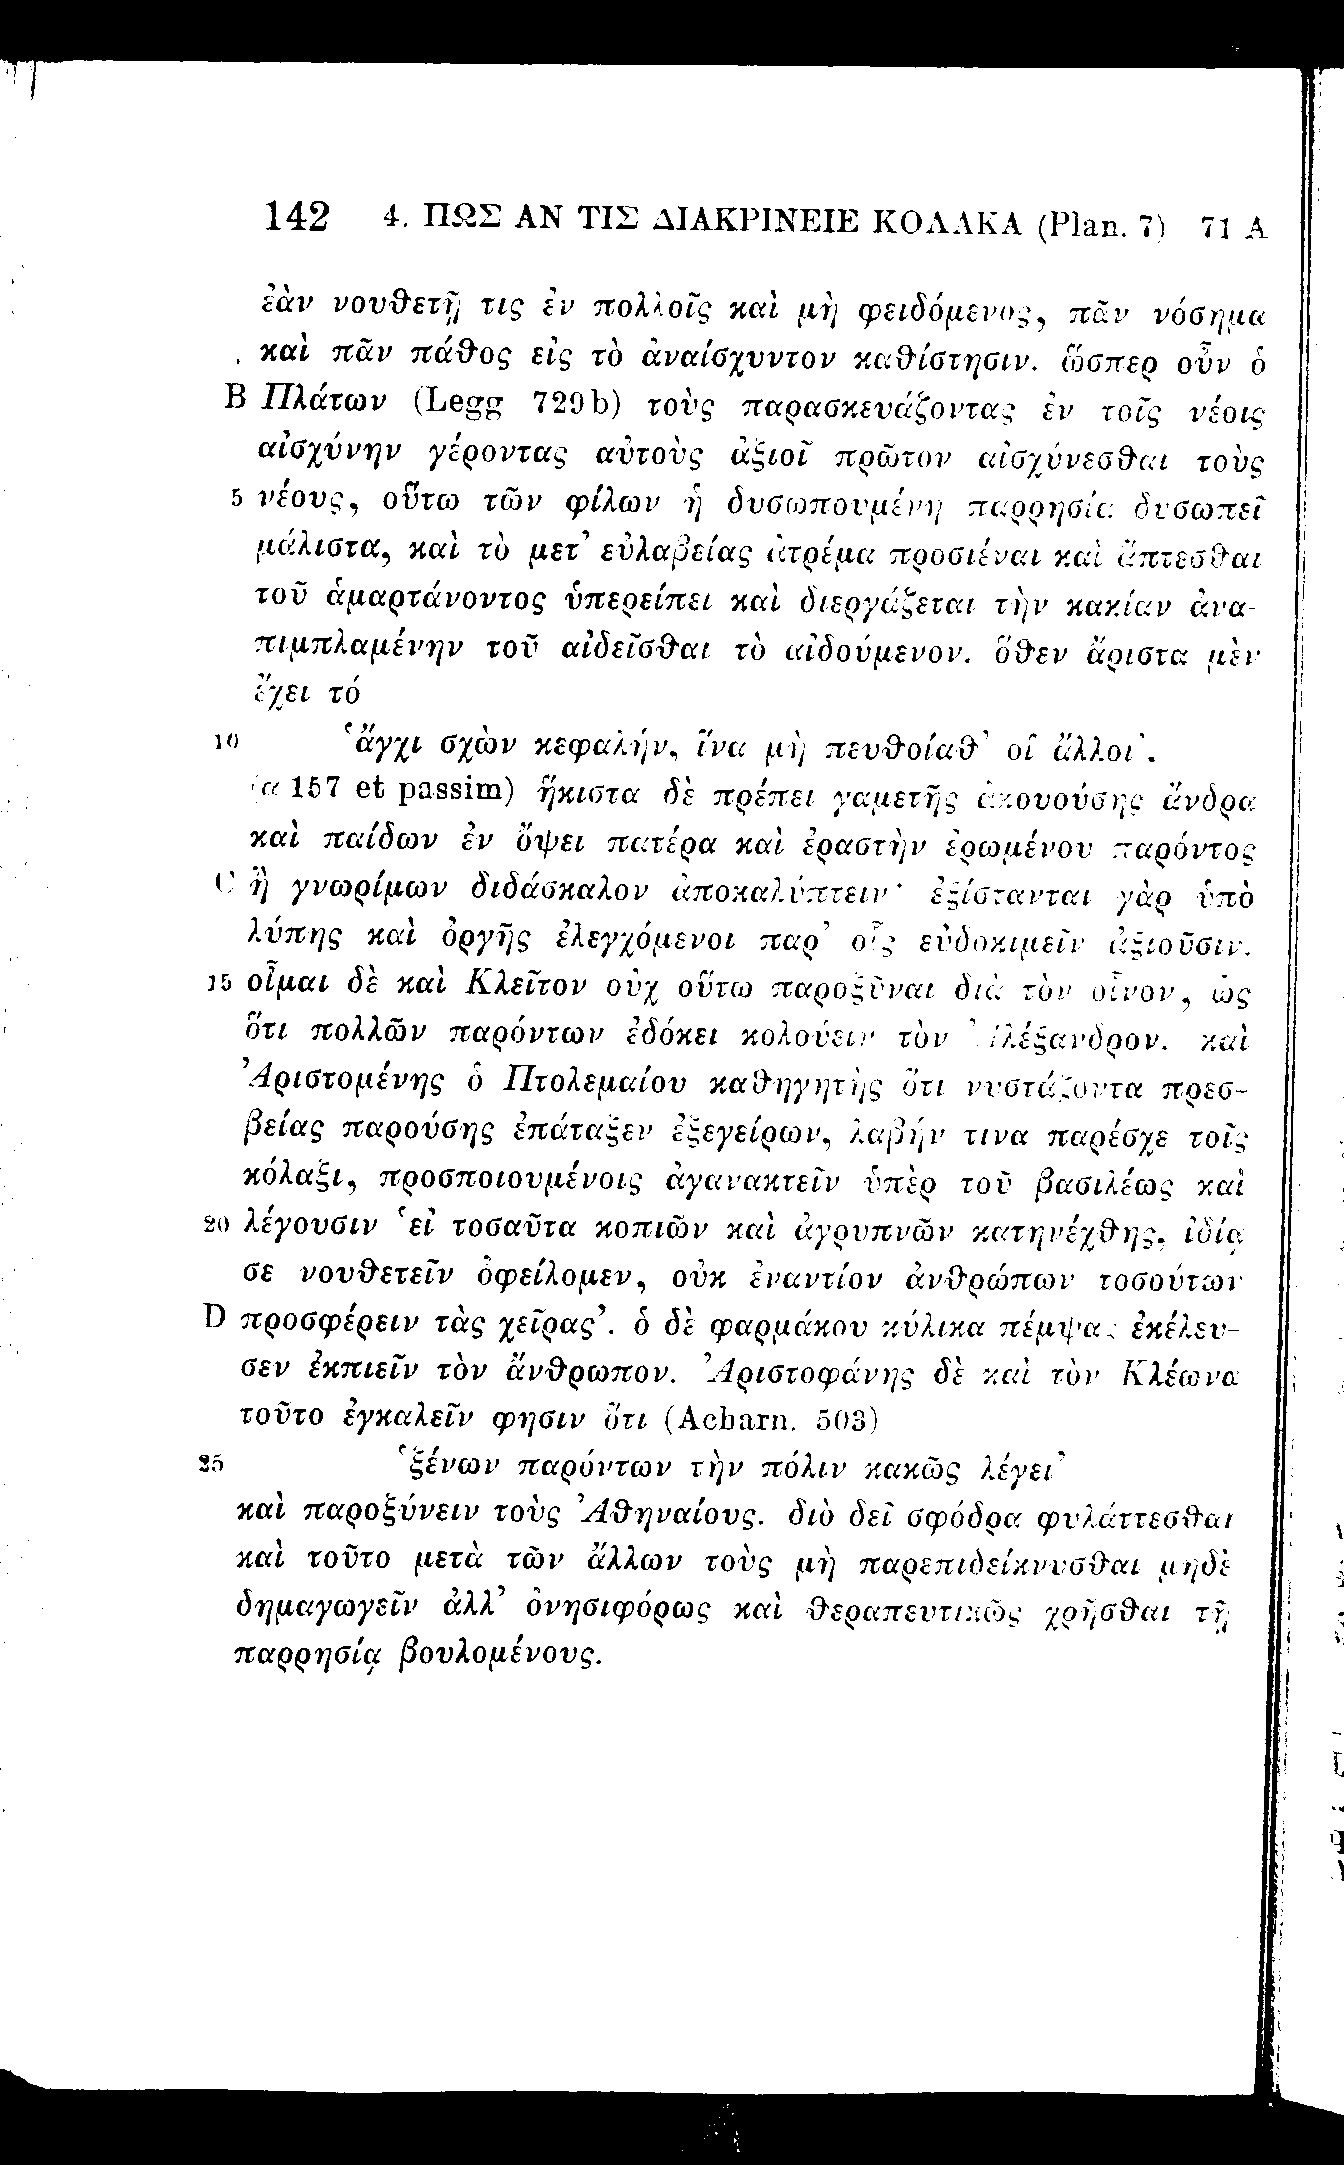 142 4. ΠΩΣ ΑΝ ΤΙΣ ΔΙΑΚΡΙΝΕΙΕ ΚΟΛΑΚΑ (Plan. 7) 71 A
ἐὰν νουθετῇ τις ἐν πολλοῖς καὶ μὴ φειδόμενος, πᾶν νόσημα
καὶ πᾶν πάθος εἰς τὸ ἀναίσχυντον καθίστησιν. ὥσπερ οὖν ὁ
B Πλάτων (Legg 729b) τοὺς παρασκευάζοντας ἐν τοῖς νέοις
αἰσχύνην γέροντας αὐτοὺς ἀξιοῖ πρῶτον αἰσχύνεσθαι τοὺς
5 νέους, οὕτω τῶν φίλων ἡ δυσωπουμένη παρρησία δυσωπεῖ
μάλιστα, καὶ τὸ μετ’ εὐλαβείας ἀτρέμα προσιέναι καὶ ἅπτεσθαι
τοῦ ἁμαρτάνοντος ὑπερείπει καὶ διεργάζεται τὴν κακίαν ἀνα-
πιμπλαμένην τοῦ αἰδεῖσθαι τὸ αἰδούμενον. ὅθεν ἄριστα μὲν
ἔχει τό
10 ‘ἄγχι σχὼν κεφαλήν, ἵνα μὴ πευθοίαθ’ οἱ ἄλλοι’.
(α 157 et passim) ἥκιστα δὲ πρέπει γαμετῆς ἀκουούσης ἄνδρα
καὶ παίδων ἐν ὄψει πατέρα καὶ ἐραστὴν ἐρωμένου παρόντος
C ἢ γνωρίμων διδάσκαλον ἀποκαλύπτειν· ἐξίστανται γὰρ ὑπὸ
λύπης καὶ ὀργῆς ἐλεγχόμενοι παρ’ οἷς εὐδοκιμεῖν ἀξιοῦσιν.
15 οἶμαι δὲ καὶ Κλεῖτον οὐχ οὕτω παροξῦναι διὰ τὸν οἶνον, ὡς
ὅτι πολλῶν παρόντων ἐδόκει κολούειν τὸν Ἀλέξανδρον. καὶ
Ἀριστομένης ὁ Πτολεμαίου καθηγητὴς ὅτι νυστάζοντα πρεσ-
βείας παρούσης ἐπάταξεν ἐξεγείρων, λαβήν τινα παρέσχε τοῖς
κόλαξι, προσποιουμένοις ἀγανακτεῖν ὑπὲρ τοῦ βασιλέως καὶ
20 λέγουσιν ‘εἰ τοσαῦτα κοπιῶν καὶ ἀγρυπνῶν κατηνέχθης, ἰδίᾳ
σε νουθετεῖν ὀφείλομεν, οὐκ ἐναντίον ἀνθρώπων τοσούτων
D προσφέρειν τὰς χεῖρας’. ὁ δὲ φαρμάκου κύλικα πέμψας ἐκέλευ-
σεν ἐκπιεῖν τὸν ἄνθρωπον. Ἀριστοφάνης δὲ καὶ τὸν Κλέωνα
τοῦτο ἐγκαλεῖν φησιν ὅτι (Acharn. 503)
25 ‘ξένων παρόντων τὴν πόλιν κακῶς λέγει’
καὶ παροξύνειν τοὺς Ἀθηναίους. διὸ δεῖ σφόδρα φυλάττεσθαι
καὶ τοῦτο μετὰ τῶν ἄλλων τοὺς μὴ παρεπιδείκνυσθαι μηδὲ
δημαγωγεῖν ἀλλ’ ὀνησιφόρως καὶ θεραπευτικῶς χρῆσθαι τῇ
παρρησίᾳ βουλομένους.